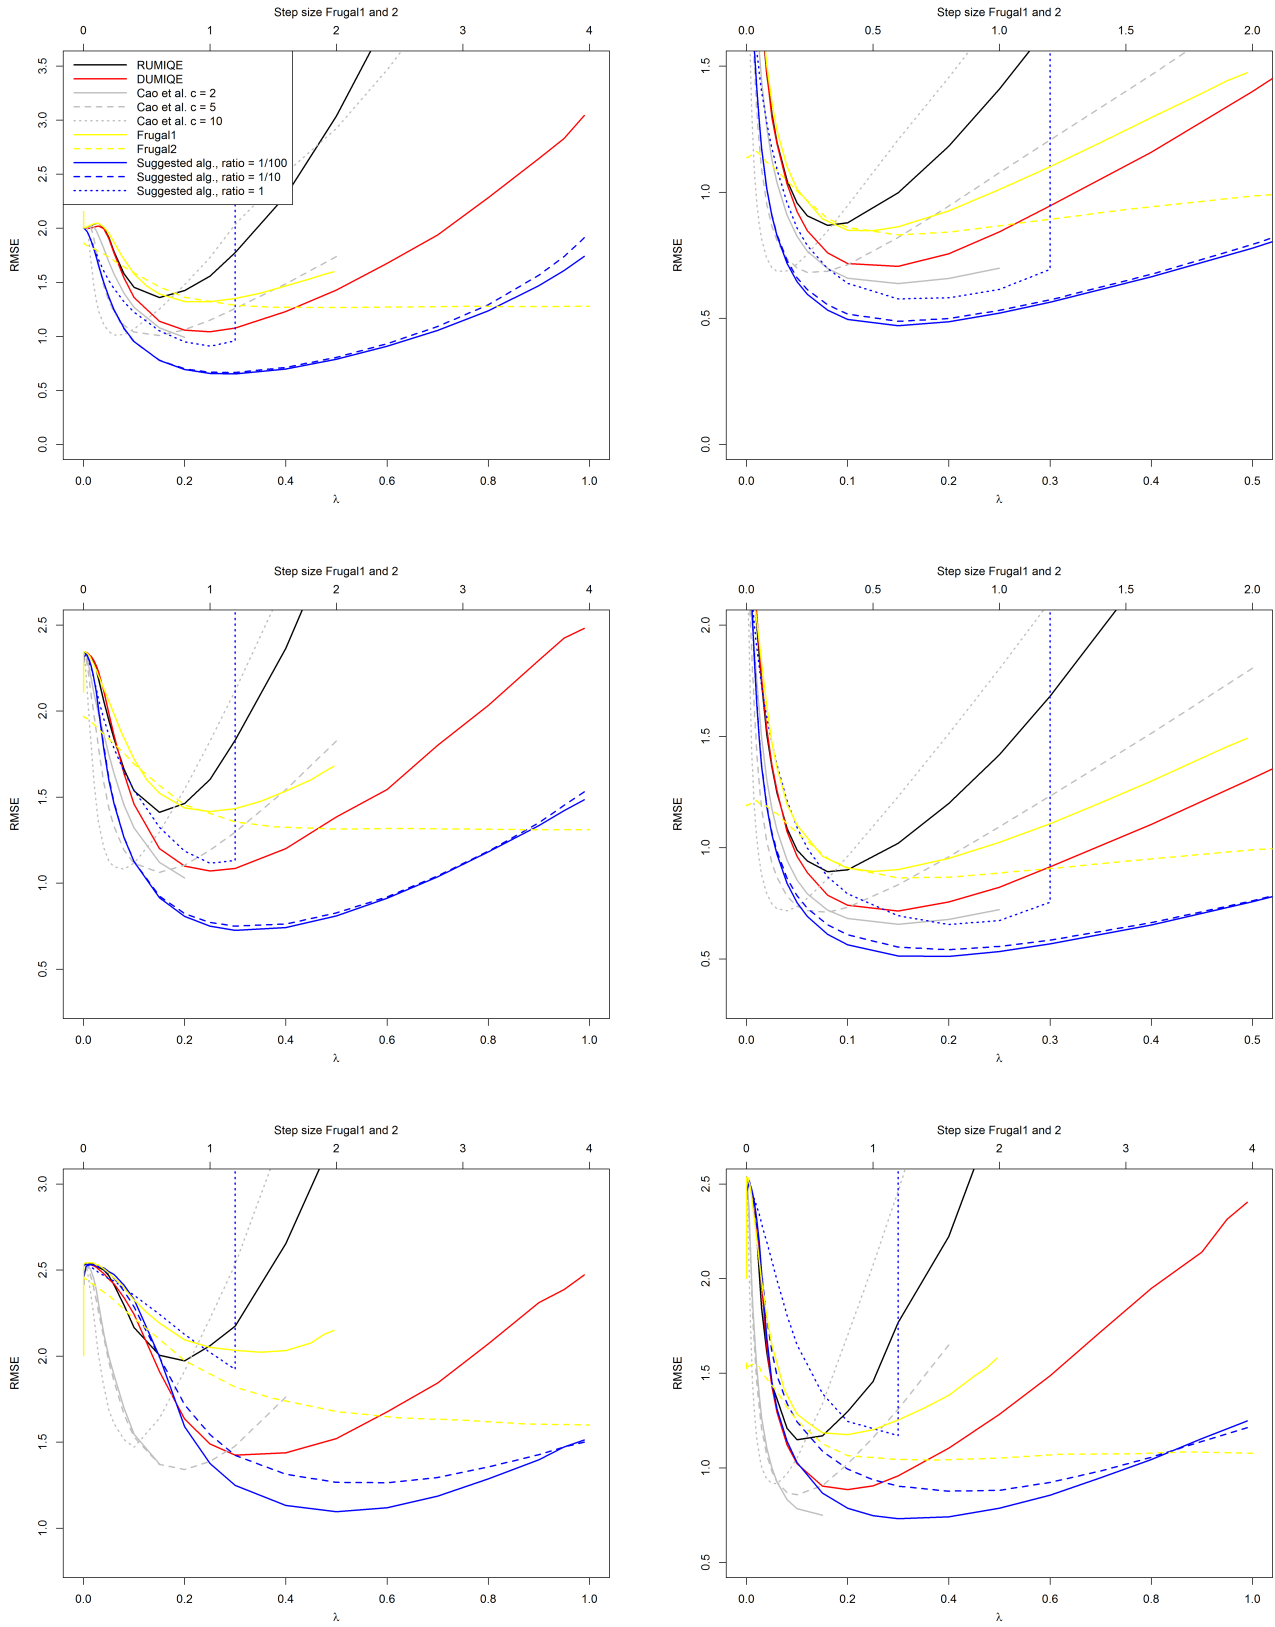 Step size Frugal1 and 2
0 1 2 3 4
RMSE
3.5
3.0
2.5
2.0
1.5
1.0
0.5
0.0
RUMIQE
DUMIQE
Cao et al. c = 2
Cao et al. c = 5
Cao et al. c = 10
Frugal1
Frugal2
Suggested alg., ratio = 1/100
Suggested alg., ratio = 1/10
Suggested alg., ratio = 1
0.0 0.2 0.4 0.6 0.8 1.0
λ
Step size Frugal1 and 2
0.0 0.5 1.0 1.5 2.0
RMSE
1.5
1.0
0.5
0.0
0.0 0.1 0.2 0.3 0.4 0.5
λ
Step size Frugal1 and 2
0 1 2 3 4
RMSE
2.5
2.0
1.5
1.0
0.5
0.0 0.2 0.4 0.6 0.8 1.0
λ
Step size Frugal1 and 2
0.0 0.5 1.0 1.5 2.0
RMSE
2.0
1.5
1.0
0.5
0.0 0.1 0.2 0.3 0.4 0.5
λ
Step size Frugal1 and 2
0 1 2 3 4
RMSE
3.0
2.5
2.0
1.5
1.0
0.0 0.2 0.4 0.6 0.8 1.0
λ
Step size Frugal1 and 2
0 1 2 3 4
RMSE
2.5
2.0
1.5
1.0
0.5
0.0 0.2 0.4 0.6 0.8 1.0
λ